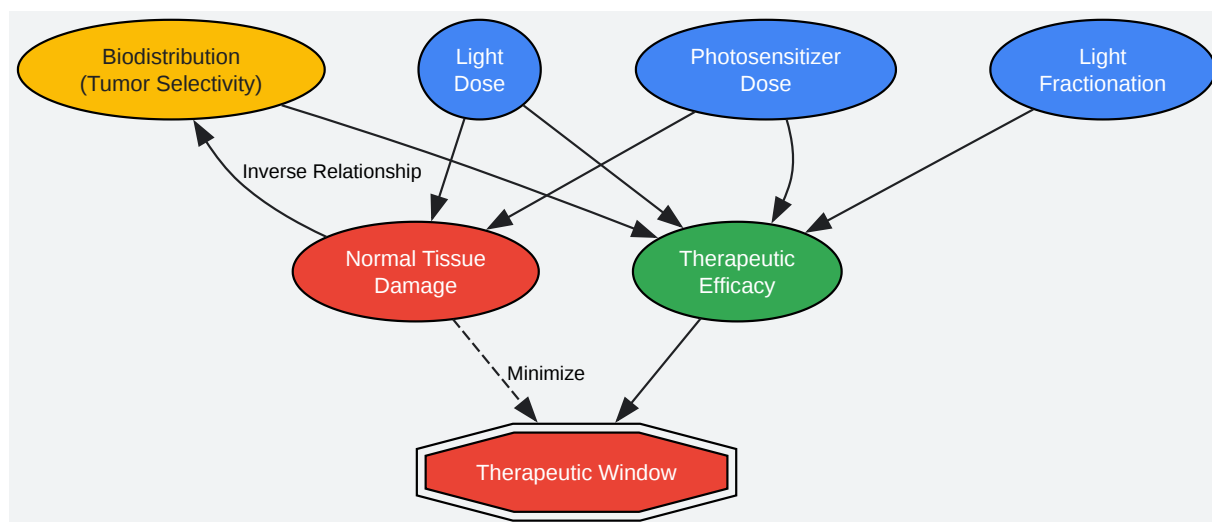 Biodistribution
(Tumor Selectivity)
Light
Dose
Photosensitizer
Dose
Light
Fractionation
Inverse Relationship
Normal Tissue
Damage
Therapeutic
Efficacy
Minimize
Therapeutic Window